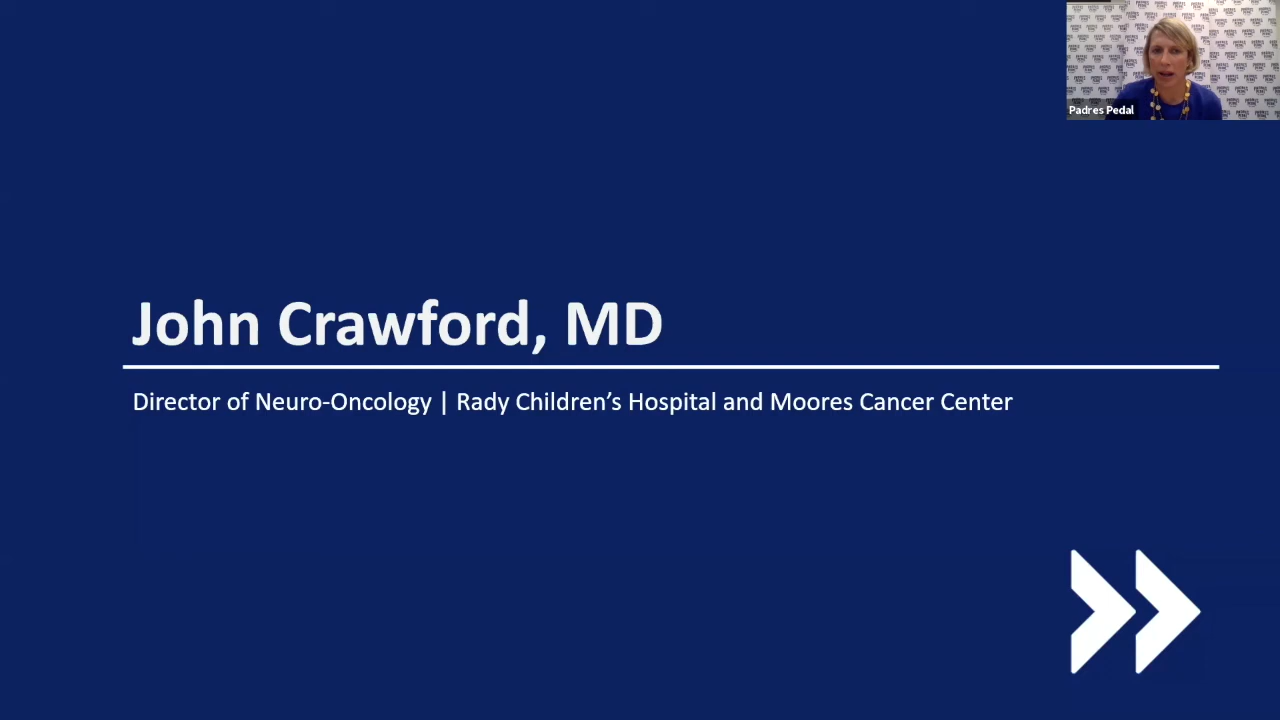 Padres Pedal
John Crawford, MD
Director of Neuro-Oncology | Rady Children's Hospital and Moores Cancer Center